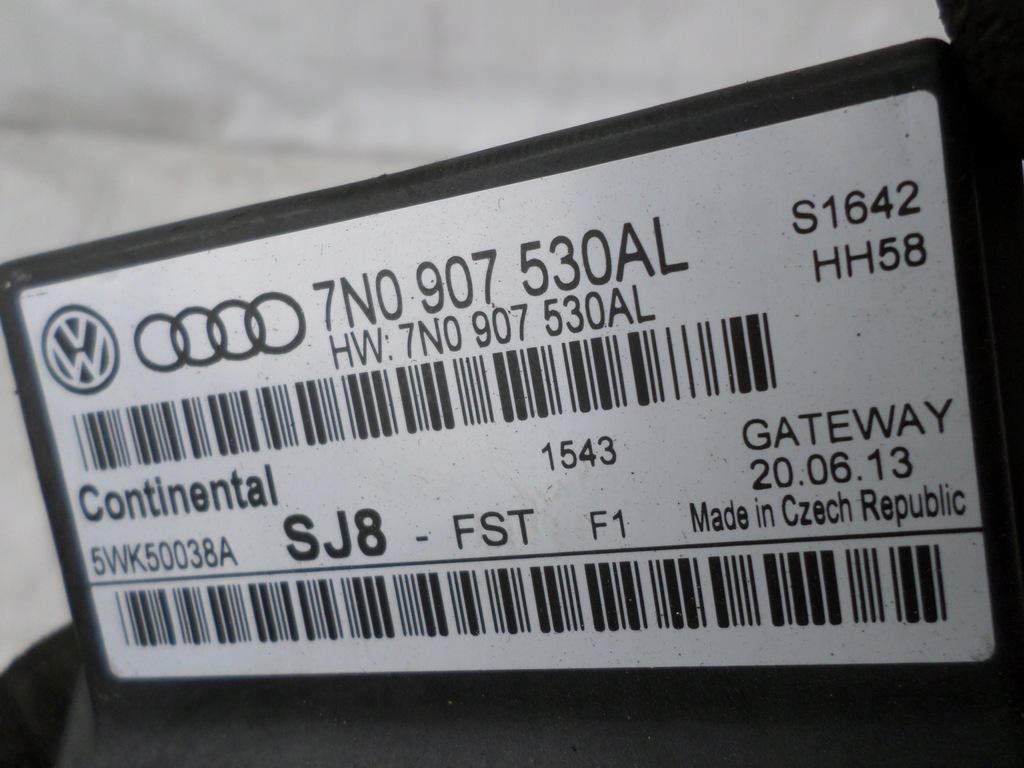 7N0 907 530AL
S1642
HW: 7N0 907 530AL
HH58
Continental
1543
GATEWAY
20.06.13
5WK50038A
SJ8 - FST F1
Made in Czech Republic